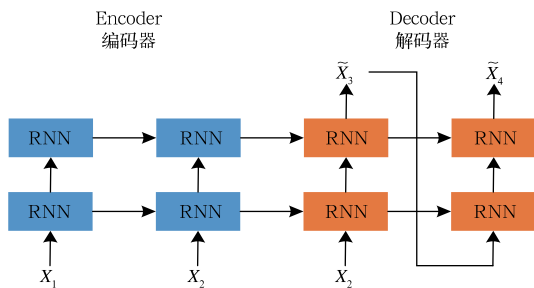 Encoder
编码器
Decoder
解码器
X̃₃
X̃₄
RNN
RNN
RNN
RNN
RNN
RNN
RNN
RNN
X₁
X₂
X₂